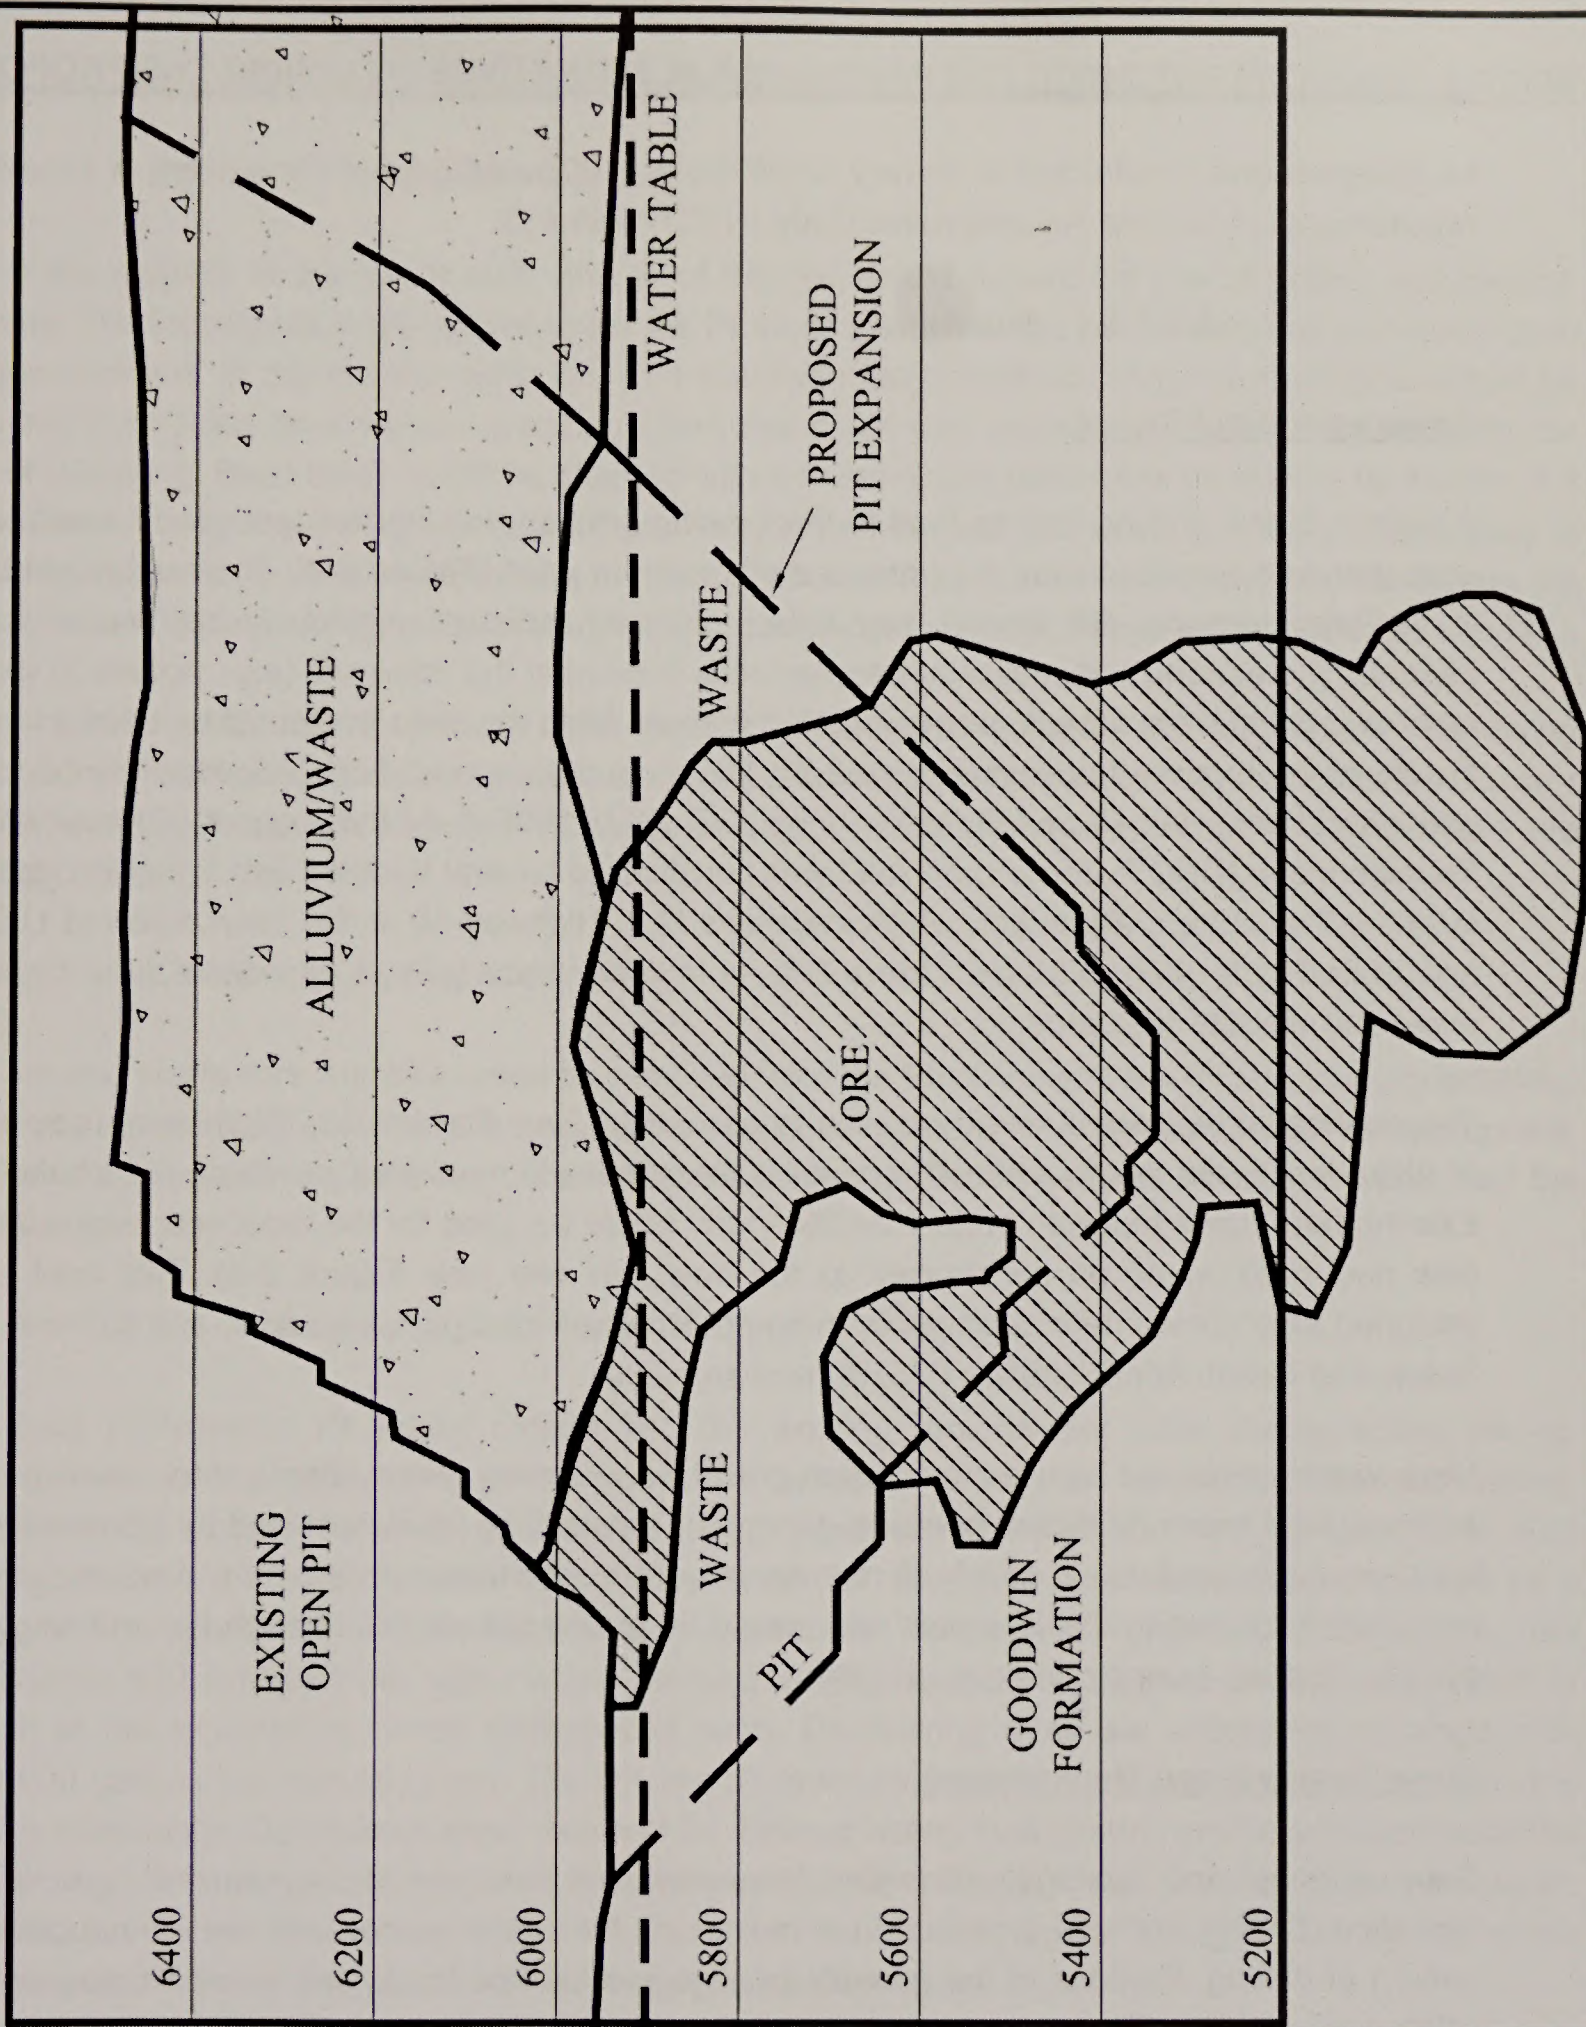 EXISTING
OPEN PIT
ALLUVIUM/WASTE
WATER TABLE
WASTE
WASTE
PROPOSED
PIT EXPANSION
PIT
ORE
GOODWIN
FORMATION
6400
6200
6000
5800
5600
5400
5200